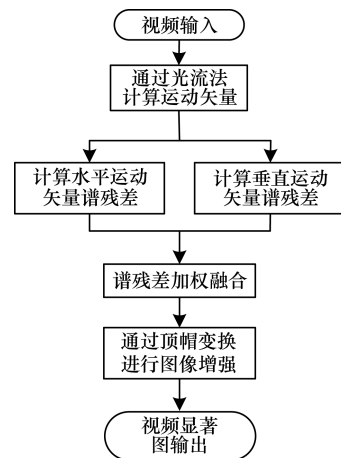 视频输入
通过光流法
计算运动矢量
计算水平运动
矢量谱残差
计算垂直运动
矢量谱残差
谱残差加权融合
通过顶帽变换
进行图像增强
视频显著
图输出